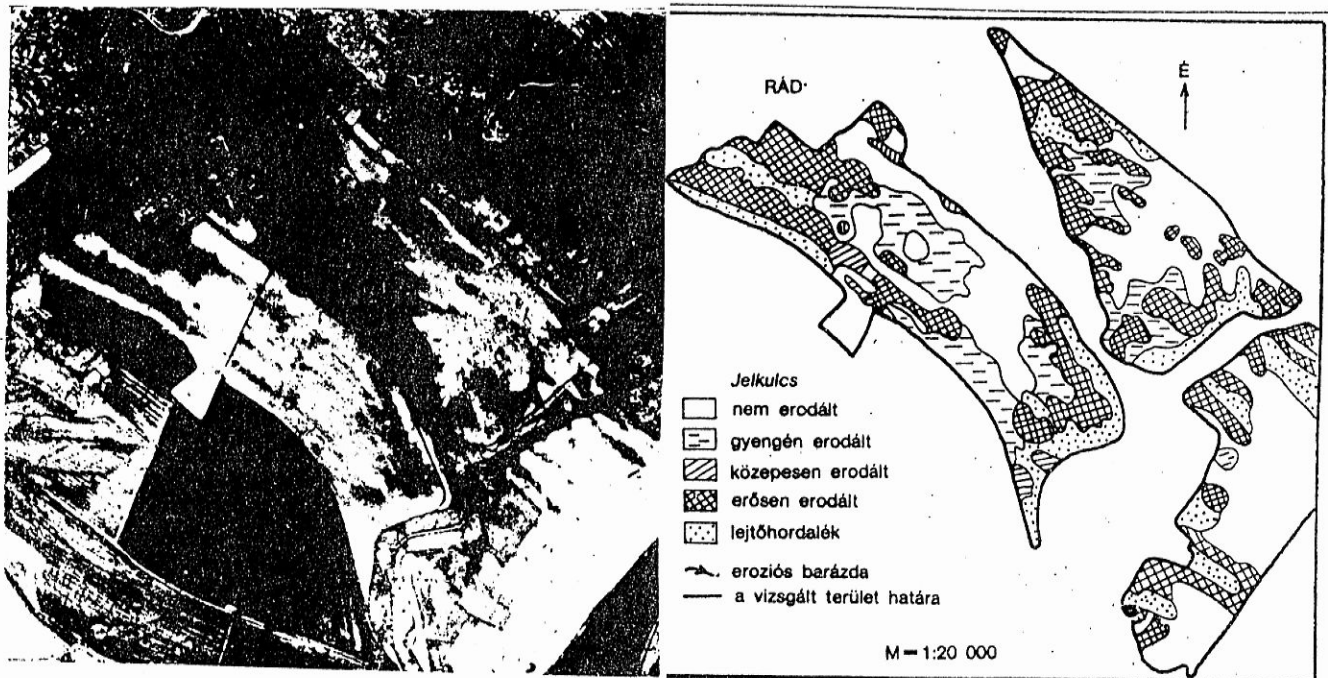 RÁD·
É
Jelkulcs
nem erodált
gyengén erodált
közepesen erodált
erősen erodált
lejtőhordalék
eroziós barázda
a vizsgált terület határa
M=1:20 000